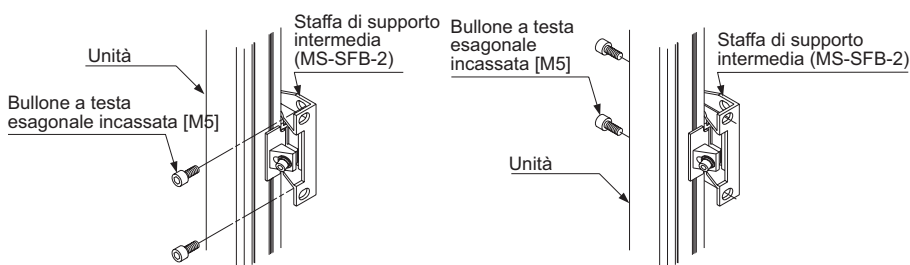 Staffa di supporto
intermedia
(MS-SFB-2)
Unità
Bullone a testa
esagonale incassata [M5]
Bullone a testa
esagonale
incassata [M5]
Staffa di supporto
intermedia (MS-SFB-2)
Unità